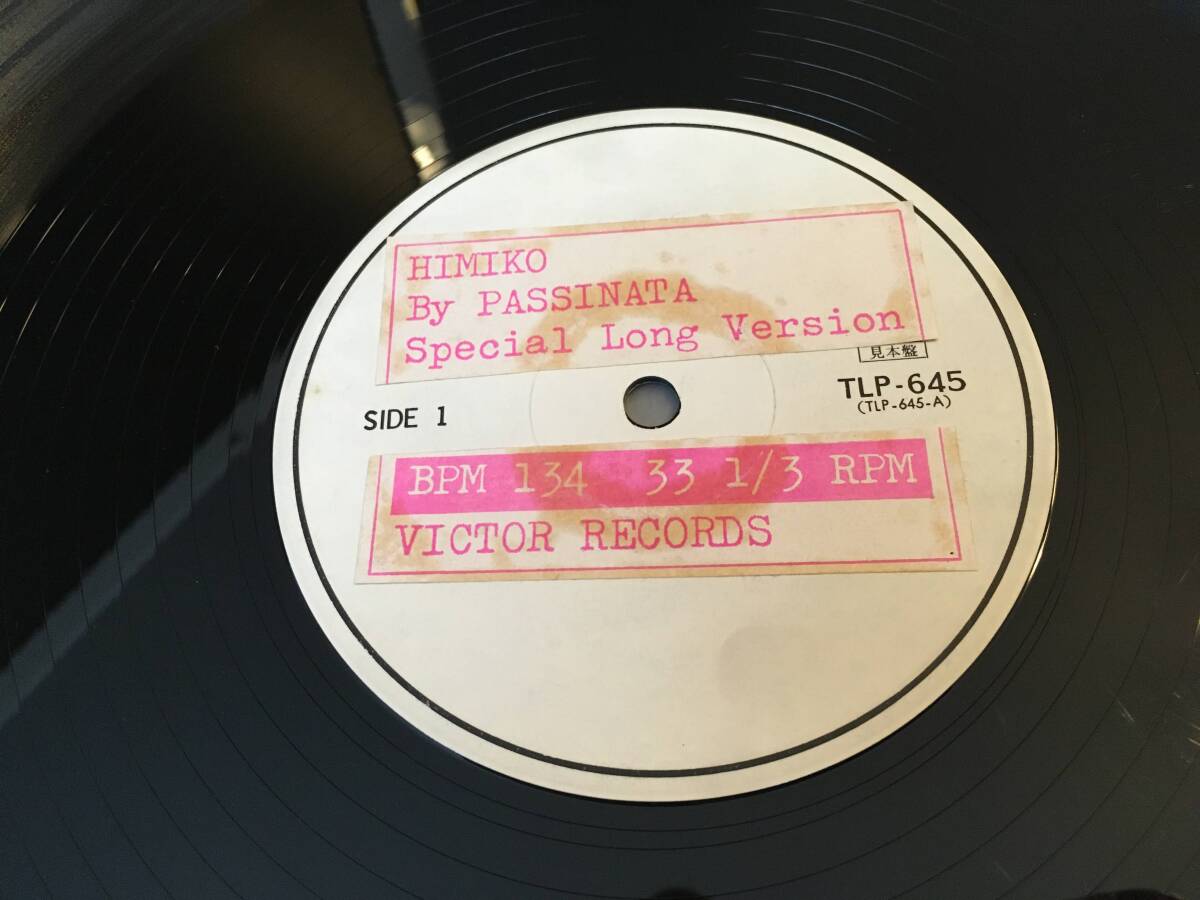 HIMIKO
By PASSINATA
Special Long Version
見本盤
SIDE 1
TLP-645
(TLP-645-A)
BPM 134 33 1/3 RPM
VICTOR RECORDS